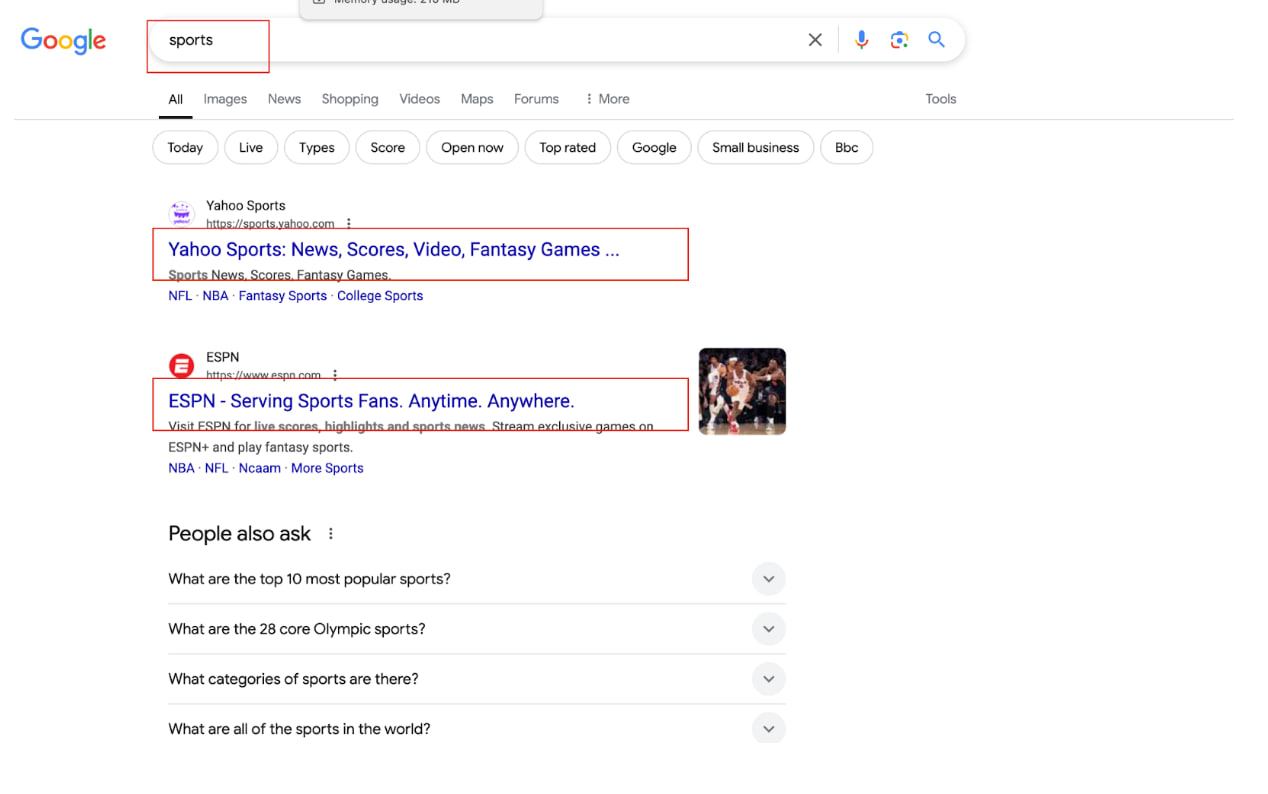 Memory usage: 210 MB
Google
sports
All Images News Shopping Videos Maps Forums More Tools
Today Live Types Score Open now Top rated Google Small business Bbc
Yahoo Sports
https://sports.yahoo.com
Yahoo Sports: News, Scores, Video, Fantasy Games ...
Sports News, Scores, Fantasy Games.
NFL · NBA · Fantasy Sports · College Sports
ESPN
https://www.espn.com
ESPN - Serving Sports Fans. Anytime. Anywhere.
Visit ESPN for live scores, highlights and sports news. Stream exclusive games on
ESPN+ and play fantasy sports.
NBA · NFL · Ncaam · More Sports
People also ask
What are the top 10 most popular sports?
What are the 28 core Olympic sports?
What categories of sports are there?
What are all of the sports in the world?